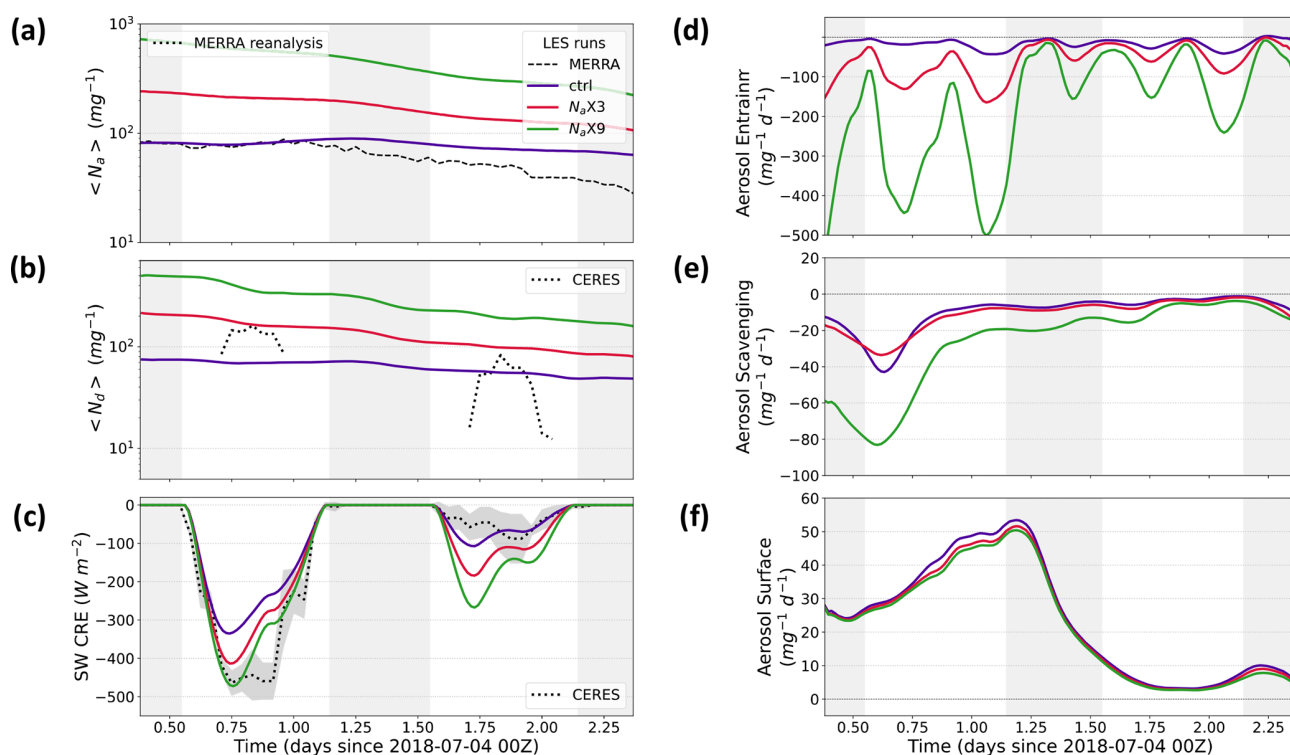 (a)
10³
10²
10¹
< Nₐ > (mg⁻¹)
MERRA reanalysis
LES runs
MERRA
ctrl
NₐX3
NₐX9
(b)
10²
10¹
< N_d > (mg⁻¹)
CERES
(c)
0
−100
−200
−300
−400
−500
SW CRE (W m⁻²)
CERES
0.50 0.75 1.00 1.25 1.50 1.75 2.00 2.25
Time (days since 2018-07-04 00Z)
(d)
−100
−200
−300
−400
−500
Aerosol Entrainm
(mg⁻¹ d⁻¹)
(e)
20
0
−20
−40
−60
−80
−100
Aerosol Scavenging
(mg⁻¹ d⁻¹)
(f)
60
50
40
30
20
10
0
Aerosol Surface
(mg⁻¹ d⁻¹)
0.50 0.75 1.00 1.25 1.50 1.75 2.00 2.25
Time (days since 2018-07-04 00Z)